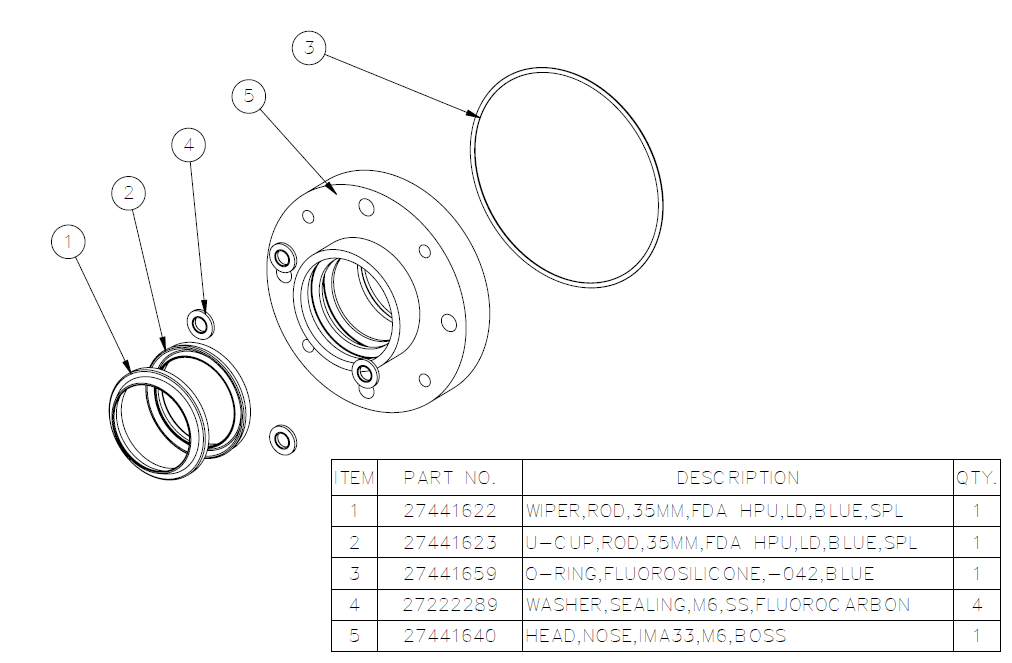 3
5
4
2
1
ITEM PART NO. DESCRIPTION QTY.
1 27441622 WIPER,ROD,35MM,FDA HPU,LD,BLUE,SPL 1
2 27441623 U-CUP,ROD,35MM,FDA HPU,LD,BLUE,SPL 1
3 27441659 O-RING,FLUOROSILICONE,-042,BLUE 1
4 27222289 WASHER,SEALING,M6,SS,FLUOROCARBON 4
5 27441640 HEAD,NOSE,IMA33,M6,BOSS 1